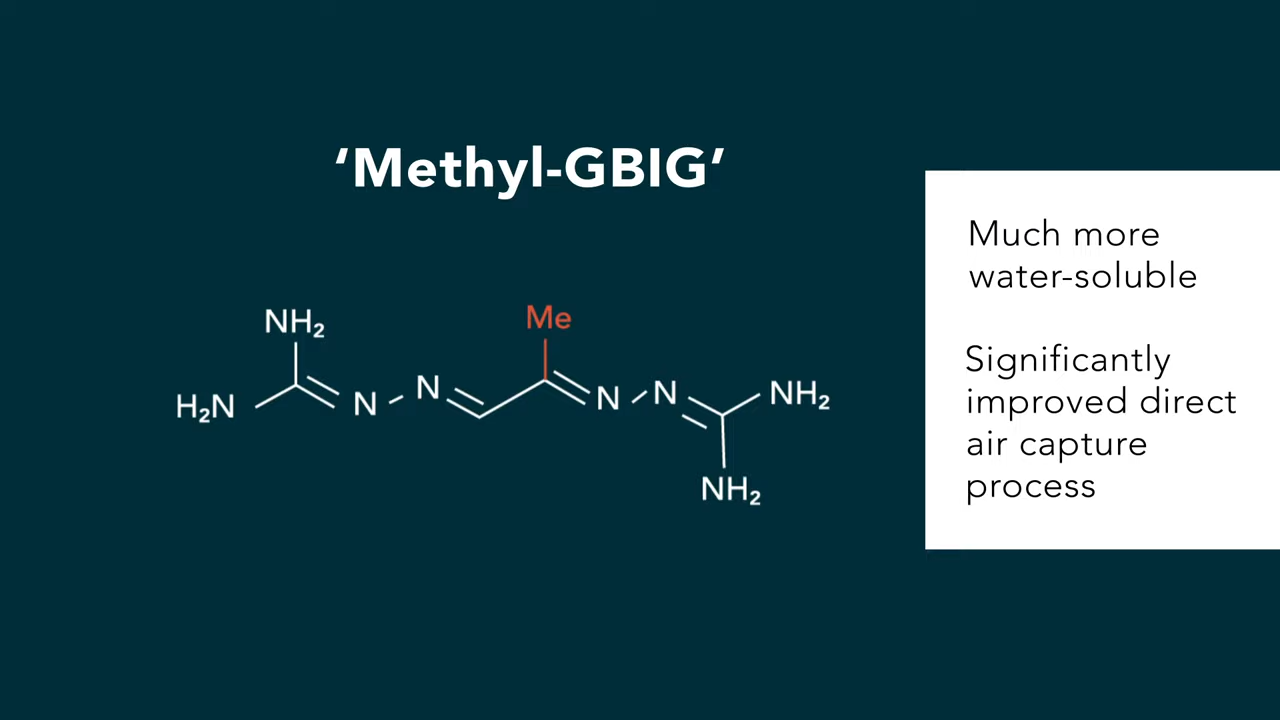 ‘Methyl-GBIG’
Much more
water-soluble
Significantly
improved direct
air capture
process
NH₂
Me
H₂N
N
N
N
N
NH₂
NH₂